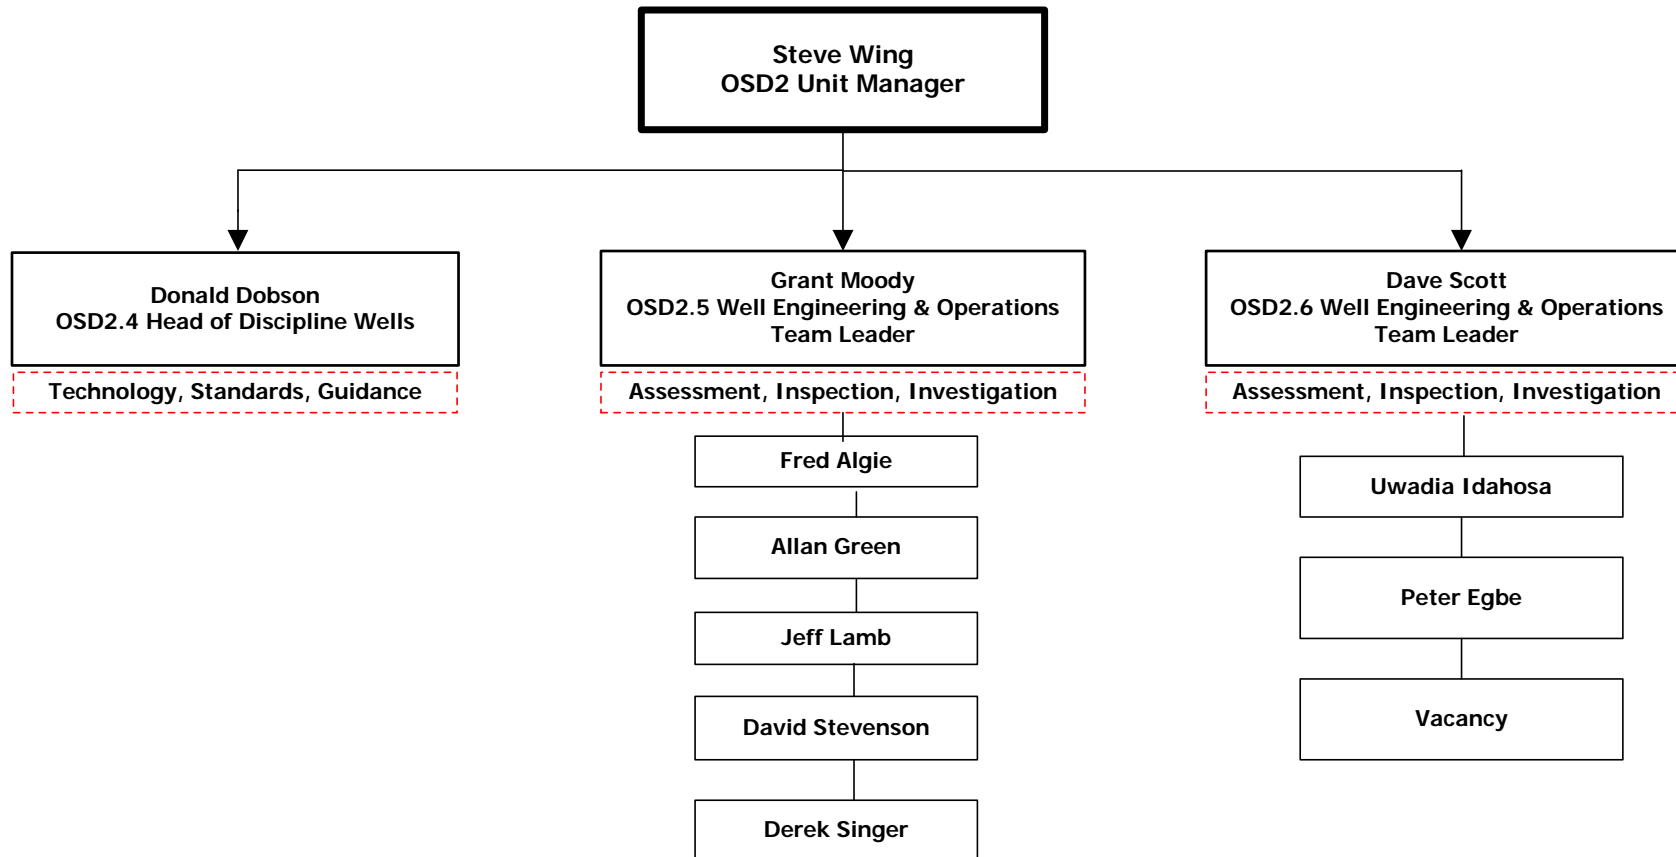 Steve Wing
OSD2 Unit Manager
Donald Dobson
OSD2.4 Head of Discipline Wells
Technology, Standards, Guidance
Grant Moody
OSD2.5 Well Engineering & Operations
Team Leader
Assessment, Inspection, Investigation
Fred Algie
Allan Green
Jeff Lamb
David Stevenson
Derek Singer
Dave Scott
OSD2.6 Well Engineering & Operations
Team Leader
Assessment, Inspection, Investigation
Uwadia Idahosa
Peter Egbe
Vacancy